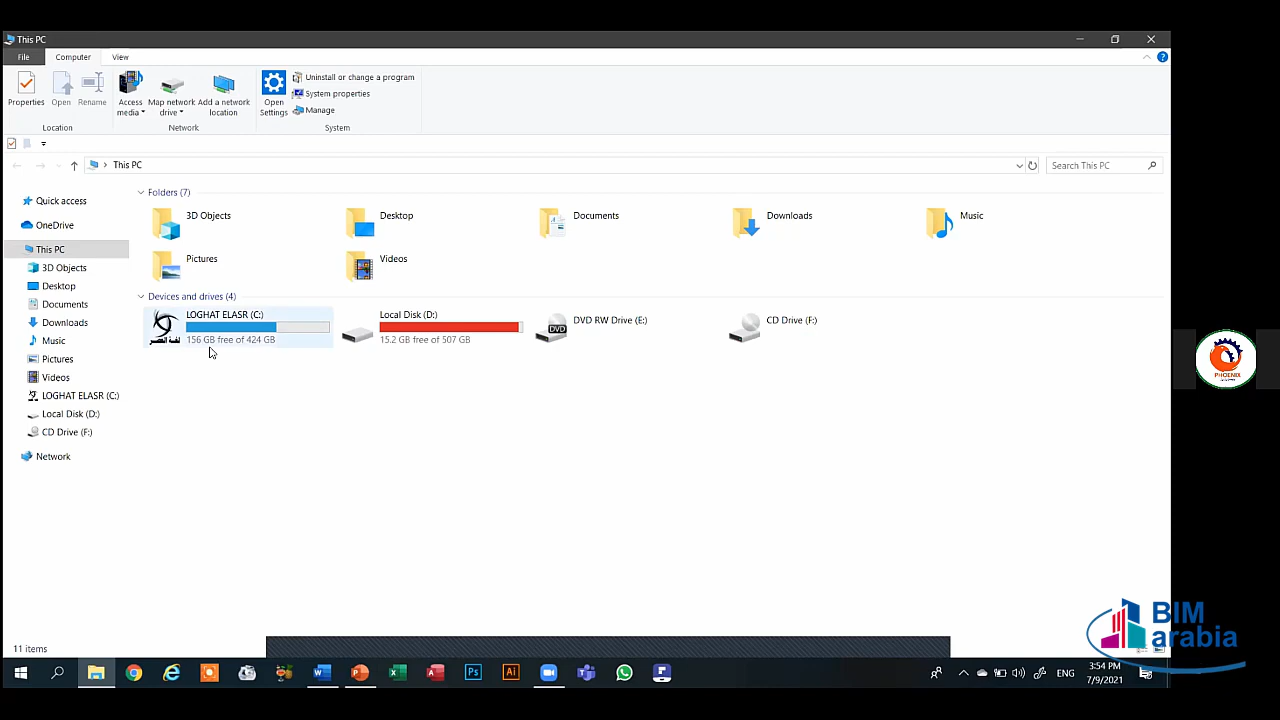 This PC
File
Computer
View
Properties
Open
Rename
Access media
Map network drive
Add a network location
Open Settings
Uninstall or change a program
System properties
Manage
Location
Network
System
This PC
Search This PC
Quick access
OneDrive
This PC
3D Objects
Desktop
Documents
Downloads
Music
Pictures
Videos
LOGHAT ELASR (C:)
Local Disk (D:)
CD Drive (F:)
Network
Folders (7)
3D Objects
Desktop
Documents
Downloads
Music
Pictures
Videos
Devices and drives (4)
لغة العصر
LOGHAT ELASR (C:)
156 GB free of 424 GB
Local Disk (D:)
15.2 GB free of 507 GB
DVD
DVD RW Drive (E:)
CD Drive (F:)
PHOENIX
BIM
arabia
11 items
Ps
Ai
ENG
3:54 PM
7/9/2021